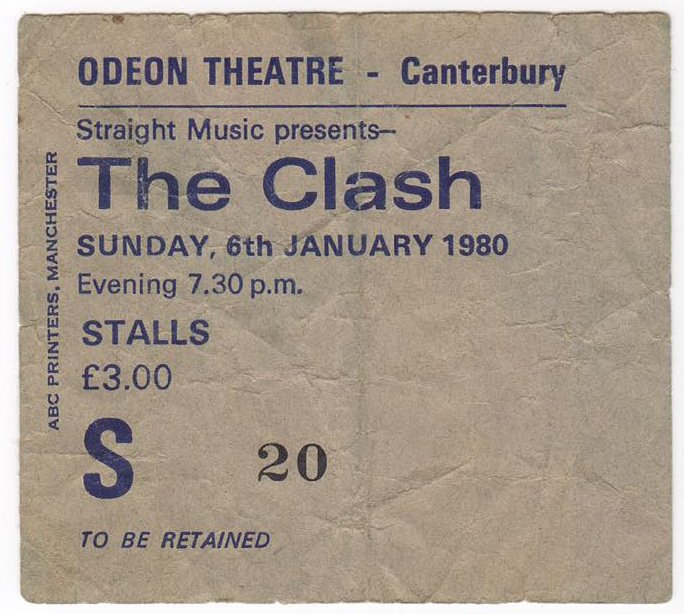 ODEON THEATRE - Canterbury
Straight Music presents–
The Clash
SUNDAY, 6th JANUARY 1980
Evening 7.30 p.m.
STALLS
£3.00
S 20
TO BE RETAINED
ABC PRINTERS, MANCHESTER